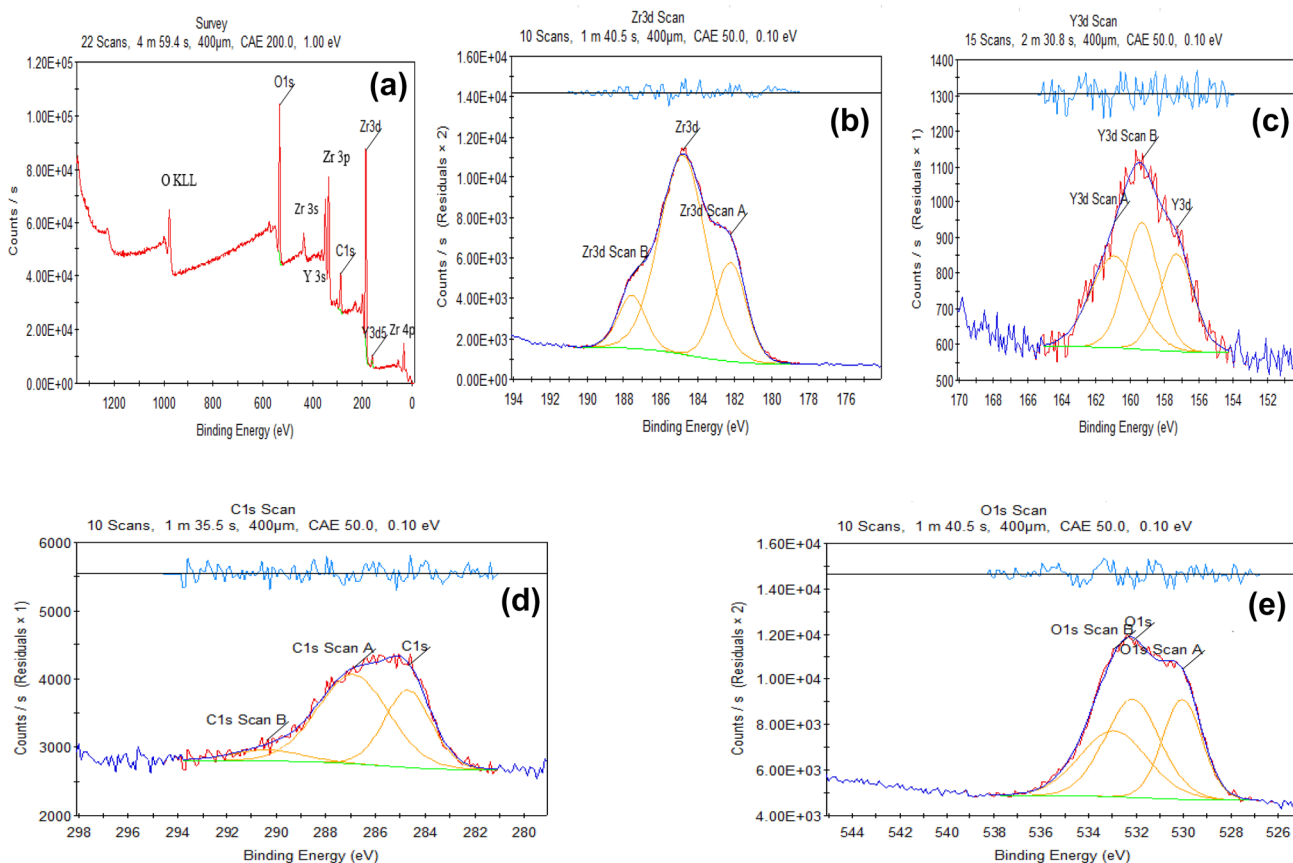 Survey
22 Scans, 4 m 59.4 s, 400µm, CAE 200.0, 1.00 eV
(a)
Counts / s
1.20E+05
1.00E+05
8.00E+04
6.00E+04
4.00E+04
2.00E+04
0.00E+00
O1s
Zr3d
Zr 3p
O KLL
Zr 3s
C1s
Y 3s
Y3d5
Zr 4p
1200 1000 800 600 400 200 0
Binding Energy (eV)
Zr3d Scan
10 Scans, 1 m 40.5 s, 400µm, CAE 50.0, 0.10 eV
(b)
Counts / s (Residuals × 2)
1.60E+04
1.40E+04
1.20E+04
1.00E+04
8.00E+03
6.00E+03
4.00E+03
2.00E+03
0.00E+00
Zr3d
Zr3d Scan A
Zr3d Scan B
194 192 190 188 186 184 182 180 178 176
Binding Energy (eV)
Y3d Scan
15 Scans, 2 m 30.8 s, 400µm, CAE 50.0, 0.10 eV
(c)
Counts / s (Residuals × 1)
1400
1300
1200
1100
1000
900
800
700
600
500
Y3d Scan B
Y3d Scan A
Y3d
170 168 166 164 162 160 158 156 154 152
Binding Energy (eV)
C1s Scan
10 Scans, 1 m 35.5 s, 400µm, CAE 50.0, 0.10 eV
(d)
Counts / s (Residuals × 1)
6000
5000
4000
3000
2000
C1s Scan A
C1s
C1s Scan B
298 296 294 292 290 288 286 284 282 280
Binding Energy (eV)
O1s Scan
10 Scans, 1 m 40.5 s, 400µm, CAE 50.0, 0.10 eV
(e)
Counts / s (Residuals × 2)
1.60E+04
1.40E+04
1.20E+04
1.00E+04
8.00E+03
6.00E+03
4.00E+03
O1s Scan B
O1s
O1s Scan A
544 542 540 538 536 534 532 530 528 526
Binding Energy (eV)